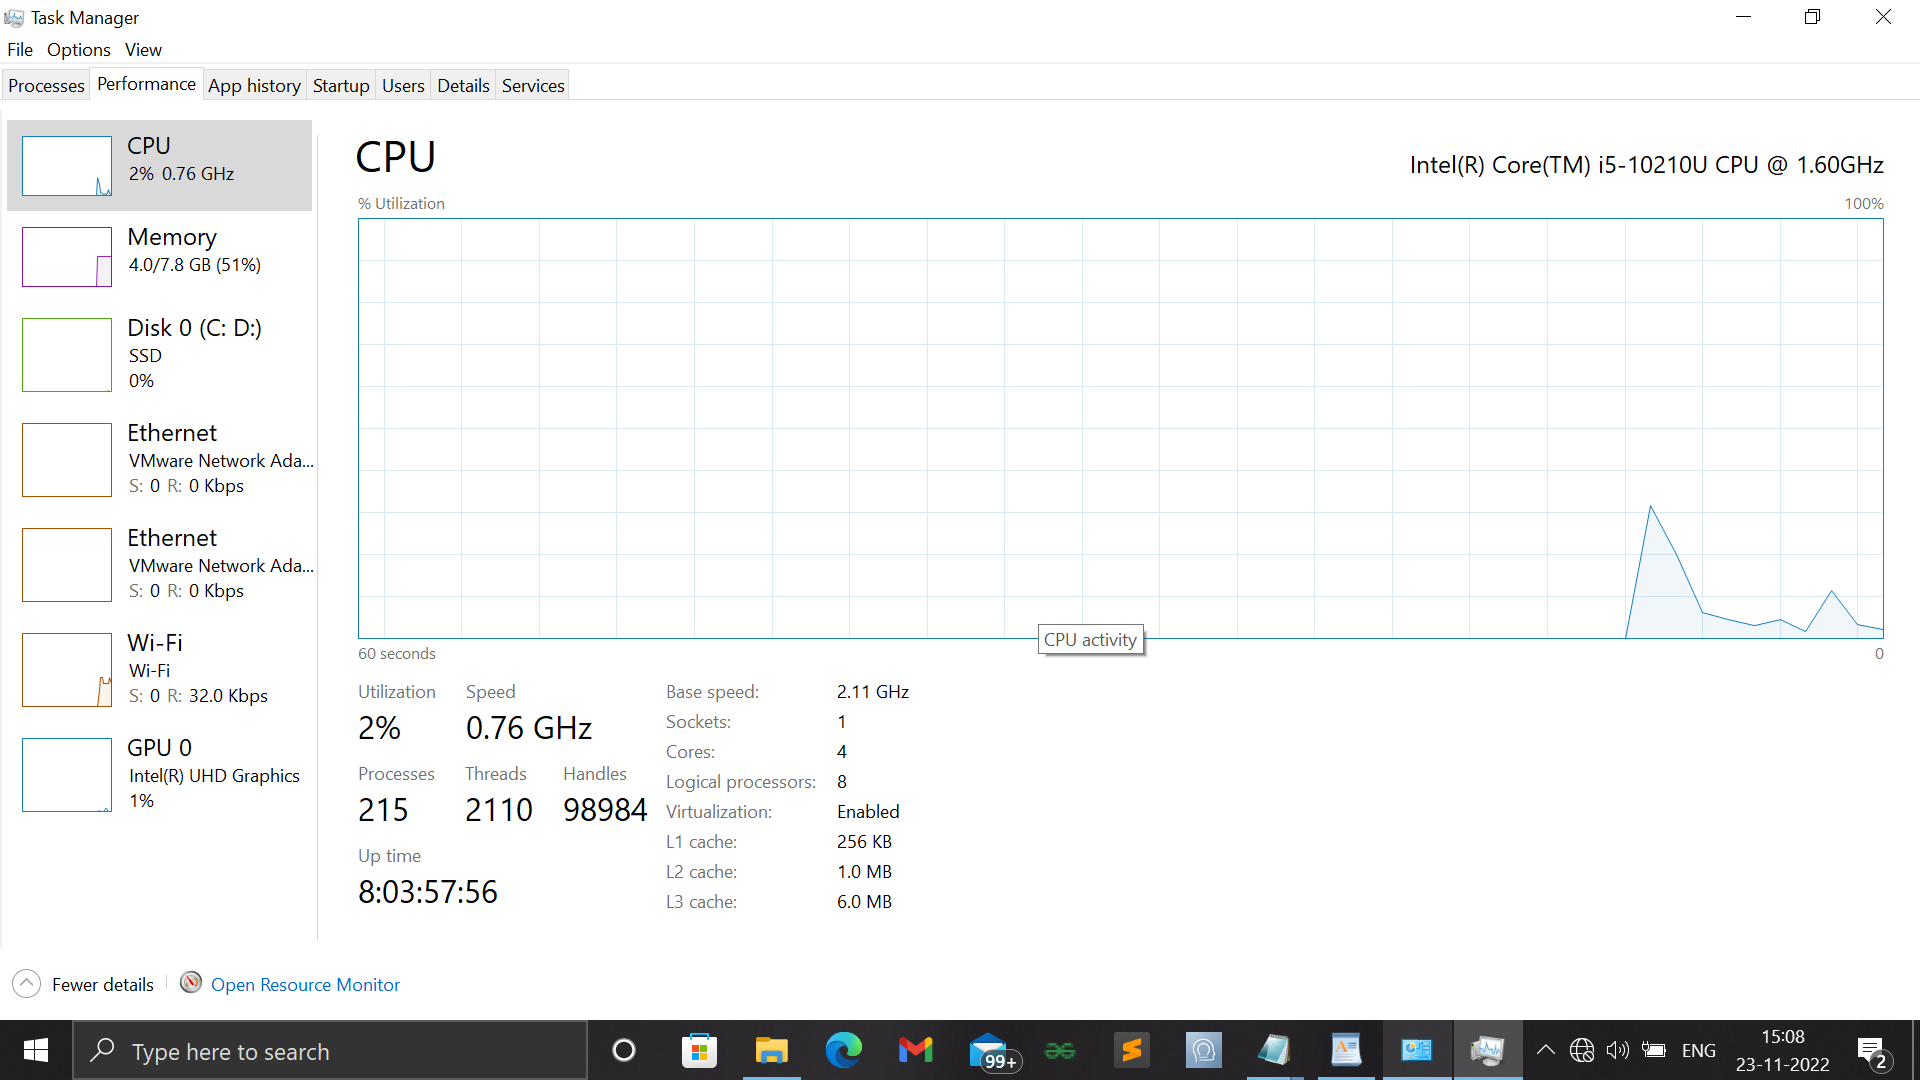 Task Manager
File Options View
Processes Performance App history Startup Users Details Services
CPU
2% 0.76 GHz
Memory
4.0/7.8 GB (51%)
Disk 0 (C: D:)
SSD
0%
Ethernet
VMware Network Ada...
S: 0 R: 0 Kbps
Ethernet
VMware Network Ada...
S: 0 R: 0 Kbps
Wi-Fi
Wi-Fi
S: 0 R: 32.0 Kbps
GPU 0
Intel(R) UHD Graphics
1%
CPU
Intel(R) Core(TM) i5-10210U CPU @ 1.60GHz
% Utilization 100%
CPU activity
60 seconds 0
Utilization Speed
2% 0.76 GHz
Processes Threads Handles
215 2110 98984
Up time
8:03:57:56
Base speed: 2.11 GHz
Sockets: 1
Cores: 4
Logical processors: 8
Virtualization: Enabled
L1 cache: 256 KB
L2 cache: 1.0 MB
L3 cache: 6.0 MB
Fewer details Open Resource Monitor
Type here to search
99+
ENG
15:08
23-11-2022
2